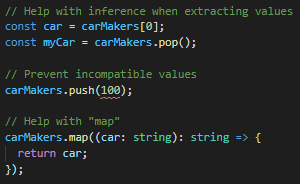 // Help with inference when extracting values
const car = carMakers[0];
const myCar = carMakers.pop();
// Prevent incompatible values
carMakers.push(100);
// Help with "map"
carMakers.map((car: string): string => {
  return car;
});